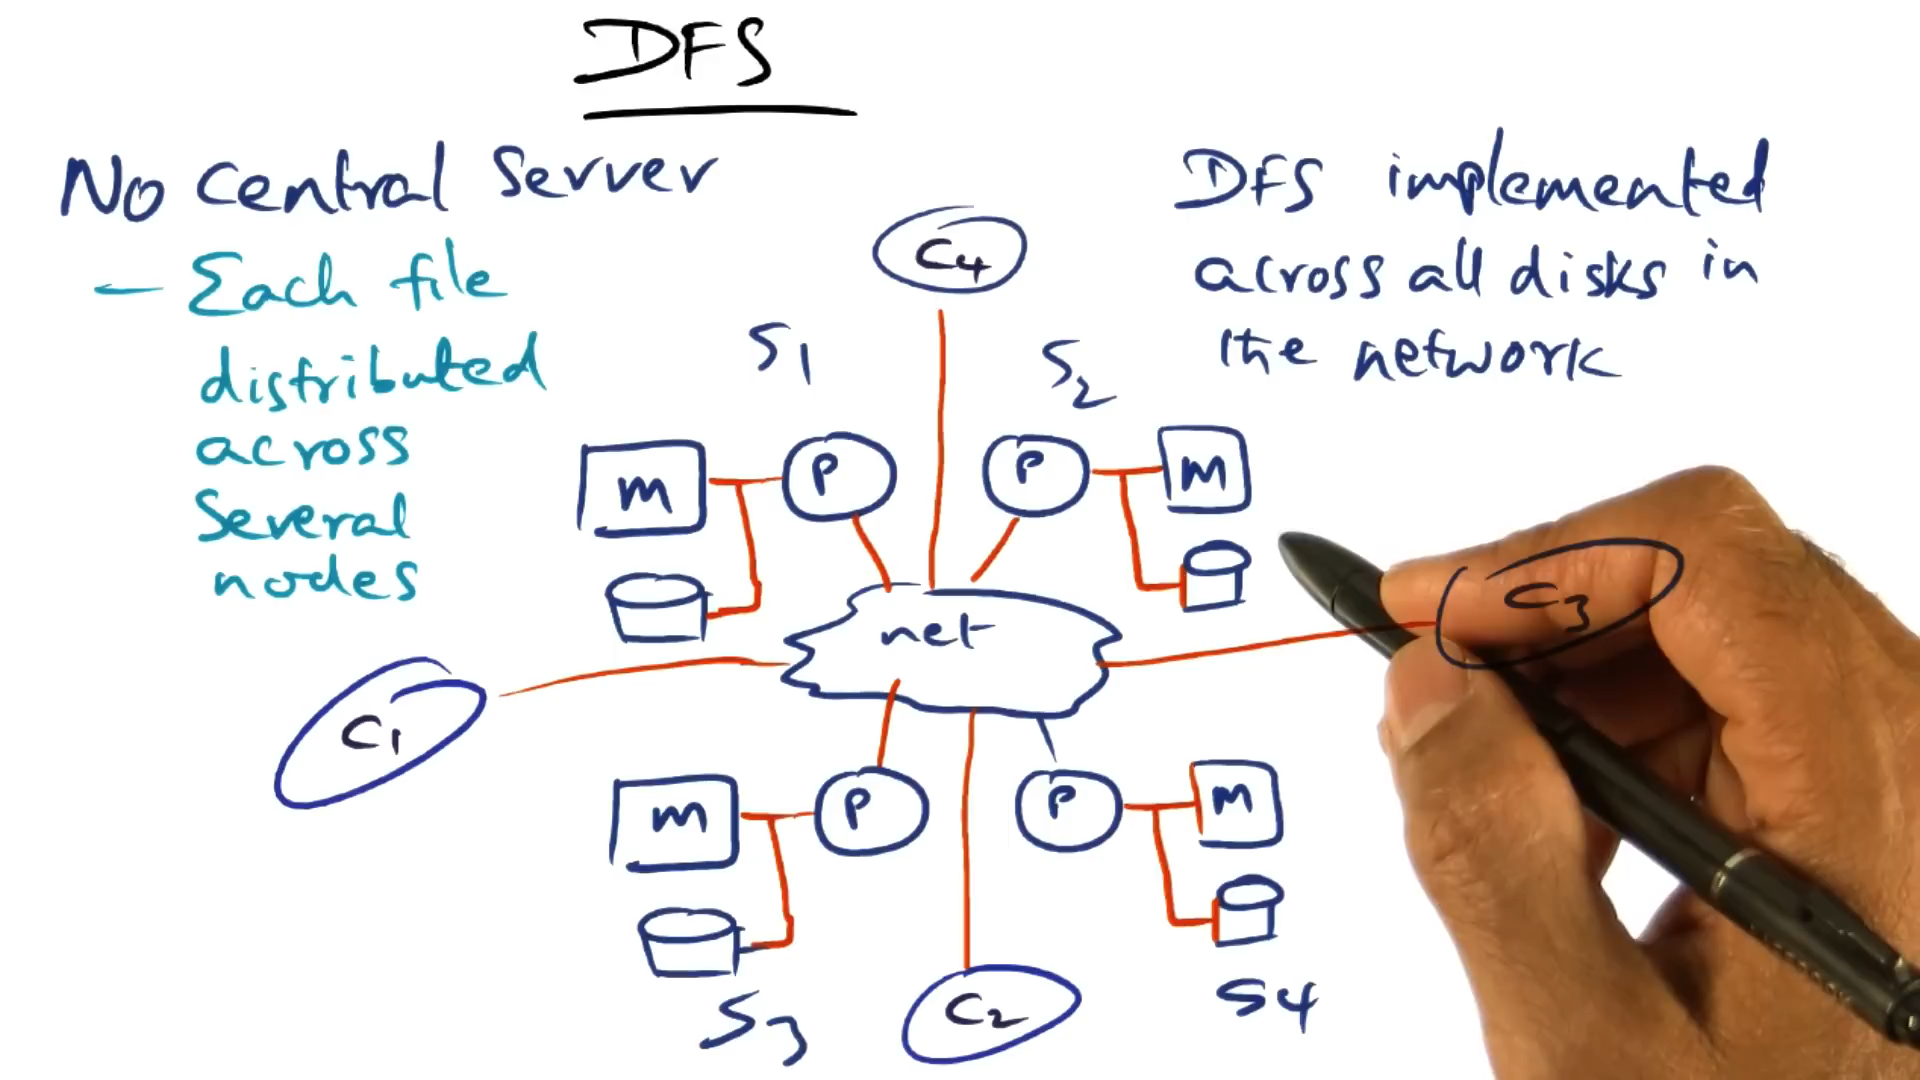 DFS
No central server
- Each file
distributed
across
several
nodes
DFS implemented
across all disks in
the network
C4
S1
S2
M
P
P
M
net
C3
C1
M
P
P
M
S3
C2
S4